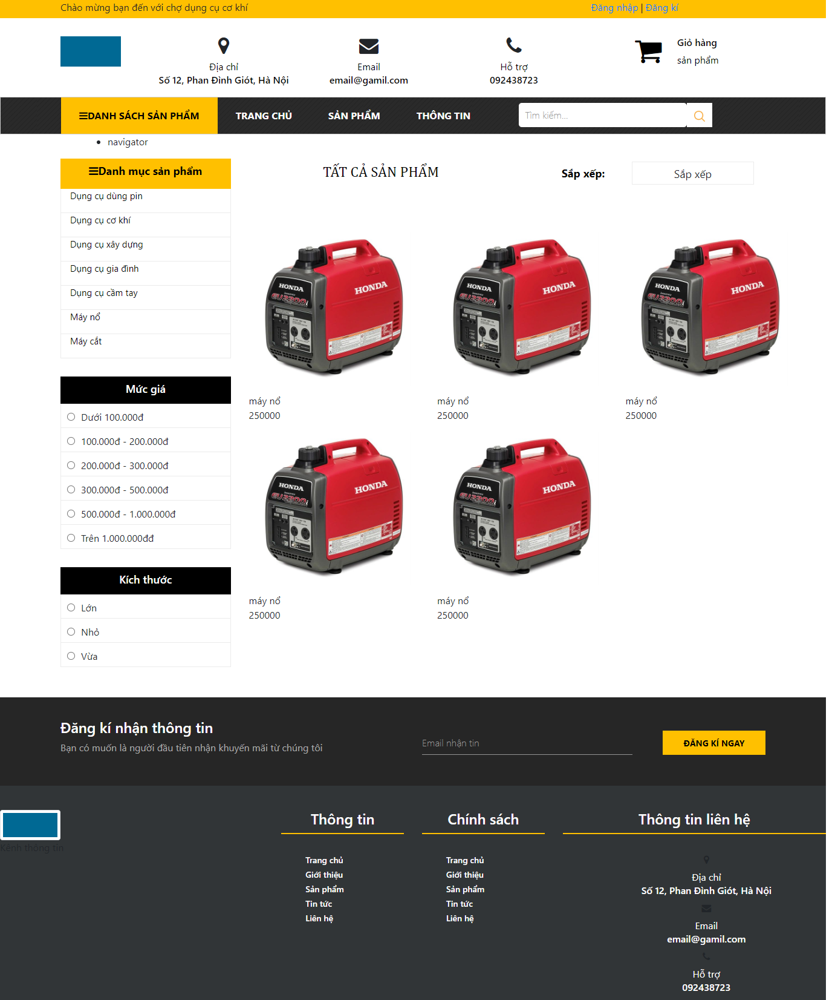 Chào mừng bạn đến với chợ dụng cụ cơ khí
Đăng nhập | Đăng kí
Địa chỉ
Số 12, Phan Đình Giót, Hà Nội
Email
email@gamil.com
Hỗ trợ
092438723
Giỏ hàng
sản phẩm
DANH SÁCH SẢN PHẨM
TRANG CHỦ
SẢN PHẨM
THÔNG TIN
Tìm kiếm...
navigator
Danh mục sản phẩm
Dụng cụ dùng pin
Dụng cụ cơ khí
Dụng cụ xây dựng
Dụng cụ gia đình
Dụng cụ cầm tay
Máy nổ
Máy cắt
Mức giá
Dưới 100.000đ
100.000đ - 200.000đ
200.000đ - 300.000đ
300.000đ - 500.000đ
500.000đ - 1.000.000đ
Trên 1.000.000đđ
Kích thước
Lớn
Nhỏ
Vừa
TẤT CẢ SẢN PHẨM
Sắp xếp:
Sắp xếp
HONDA
HONDA
EU2200i
máy nổ
250000
HONDA
HONDA
EU2200i
máy nổ
250000
HONDA
HONDA
EU2200i
máy nổ
250000
HONDA
HONDA
EU2200i
máy nổ
250000
HONDA
HONDA
EU2200i
máy nổ
250000
Đăng kí nhận thông tin
Bạn có muốn là người đầu tiên nhận khuyến mãi từ chúng tôi
Email nhận tin
ĐĂNG KÍ NGAY
Kênh thông tin
Thông tin
Trang chủ
Giới thiệu
Sản phẩm
Tin tức
Liên hệ
Chính sách
Trang chủ
Giới thiệu
Sản phẩm
Tin tức
Liên hệ
Thông tin liên hệ
Địa chỉ
Số 12, Phan Đình Giót, Hà Nội
Email
email@gamil.com
Hỗ trợ
092438723